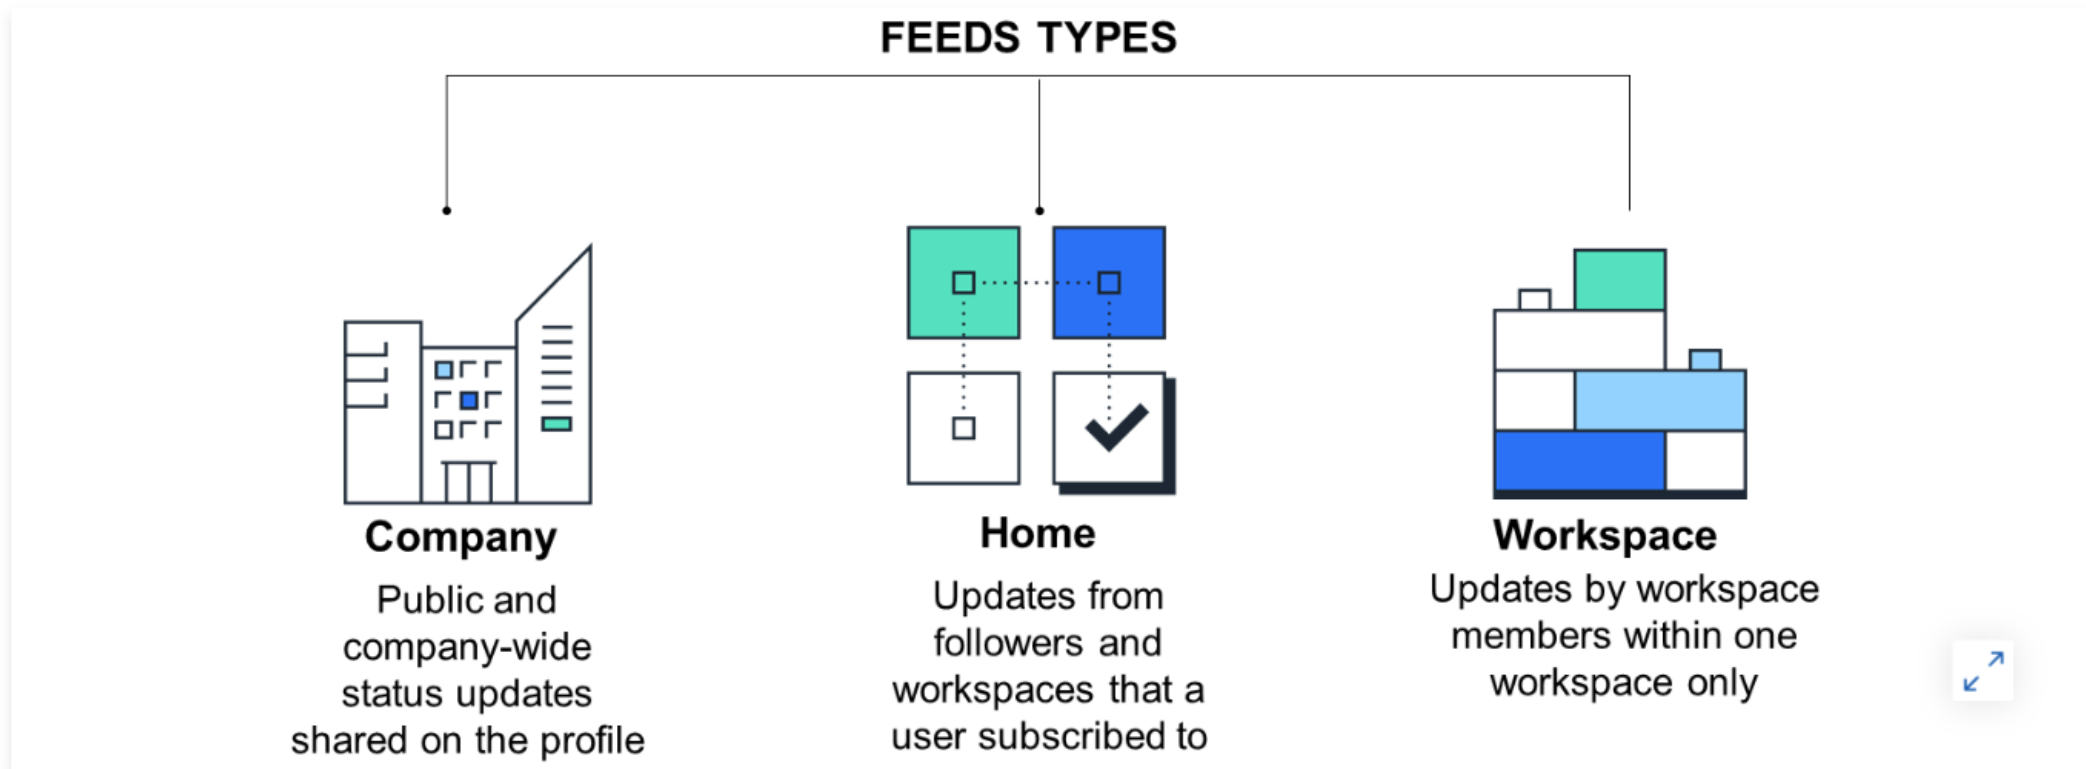 FEEDS TYPES
Company
Public and
company-wide
status updates
shared on the profile
Home
Updates from
followers and
workspaces that a
user subscribed to
Workspace
Updates by workspace
members within one
workspace only